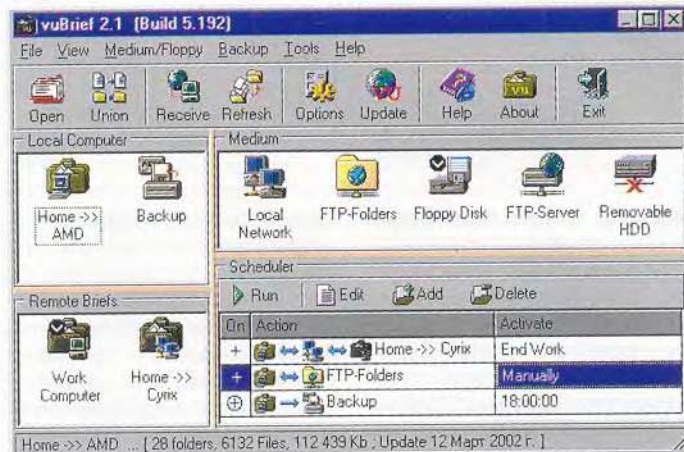 vuBrief 2.1 (Build 5.192)
File View Medium/Floppy Backup Tools Help
Open Union Receive Refresh Options Update Help About Exit
Local Computer
Home ->> AMD
Backup
Medium
Local Network
FTP-Folders
Floppy Disk
FTP-Server
Removable HDD
Remote Briefs
Work Computer
Home ->> Cyrix
Scheduler
Run Edit Add Delete
On Action Activate
+ Home ->> Cyrix End Work
+ FTP-Folders Manually
⊕ Backup 18:00:00
Home ->> AMD ... [ 28 folders, 6132 Files, 112 439 Kb ; Update 12 Март 2002 г. ]